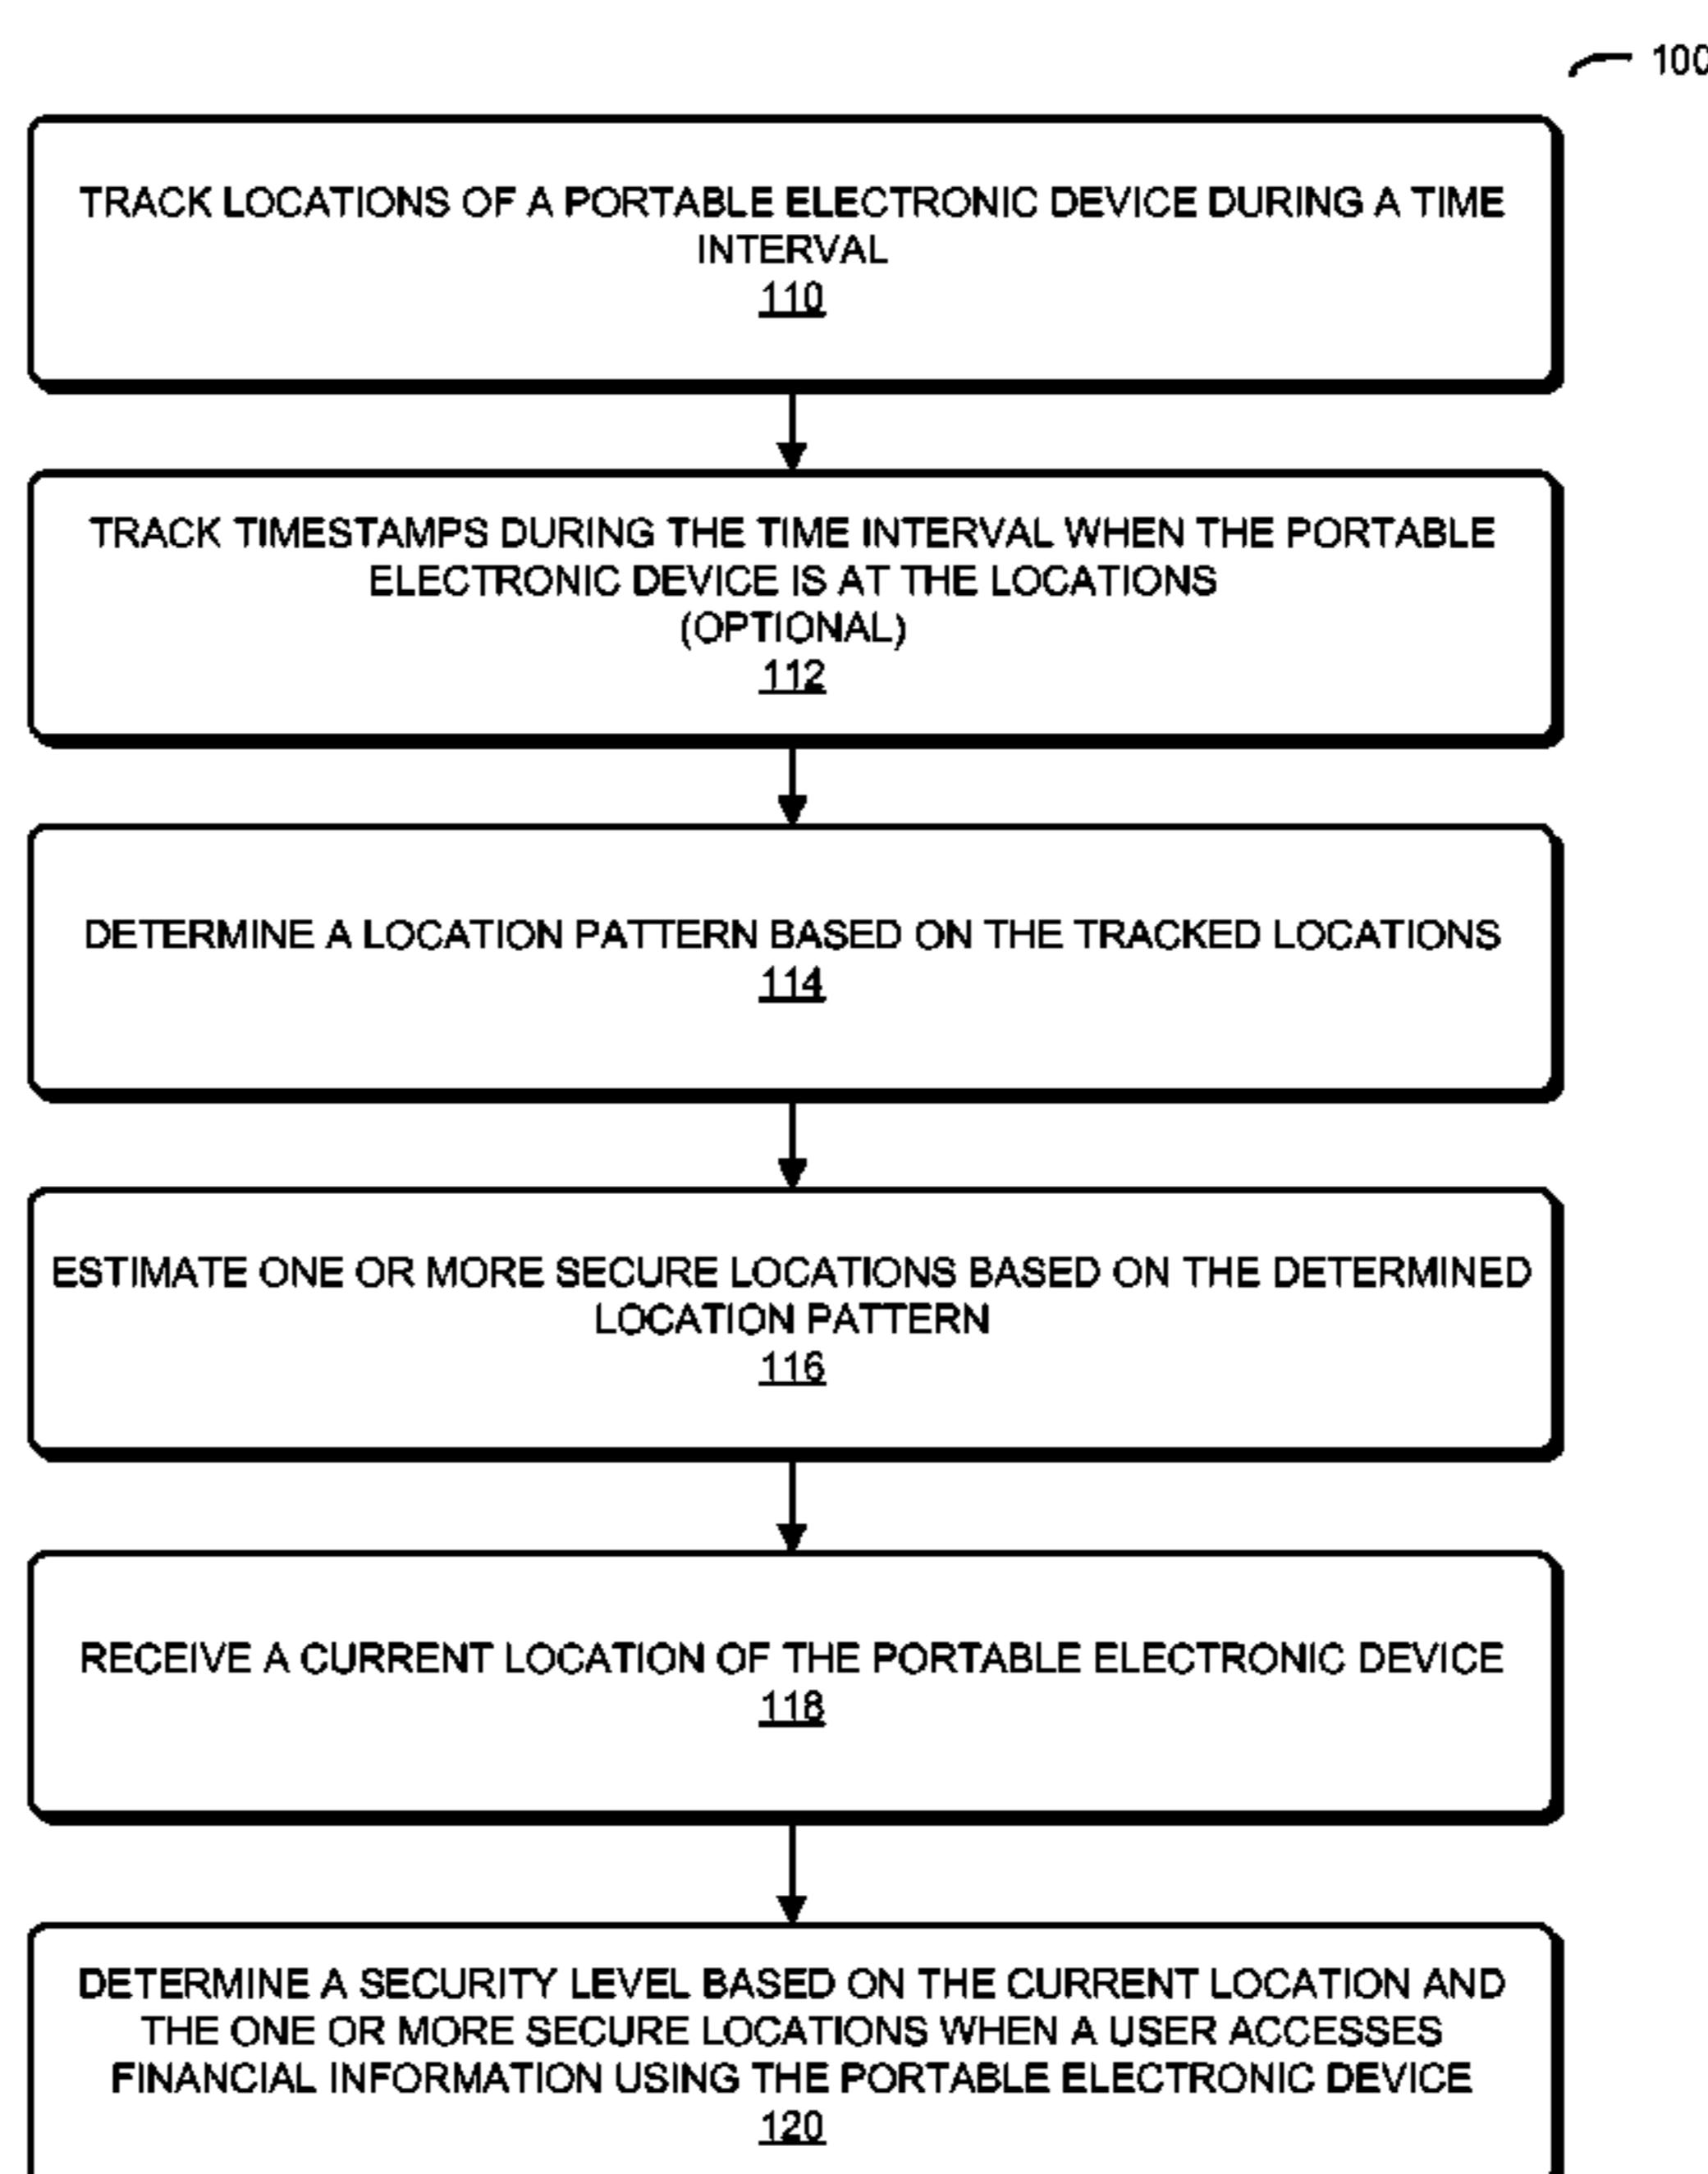 100
TRACK LOCATIONS OF A PORTABLE ELECTRONIC DEVICE DURING A TIME
INTERVAL
110
TRACK TIMESTAMPS DURING THE TIME INTERVAL WHEN THE PORTABLE
ELECTRONIC DEVICE IS AT THE LOCATIONS
(OPTIONAL)
112
DETERMINE A LOCATION PATTERN BASED ON THE TRACKED LOCATIONS
114
ESTIMATE ONE OR MORE SECURE LOCATIONS BASED ON THE DETERMINED
LOCATION PATTERN
116
RECEIVE A CURRENT LOCATION OF THE PORTABLE ELECTRONIC DEVICE
118
DETERMINE A SECURITY LEVEL BASED ON THE CURRENT LOCATION AND
THE ONE OR MORE SECURE LOCATIONS WHEN A USER ACCESSES
FINANCIAL INFORMATION USING THE PORTABLE ELECTRONIC DEVICE
120